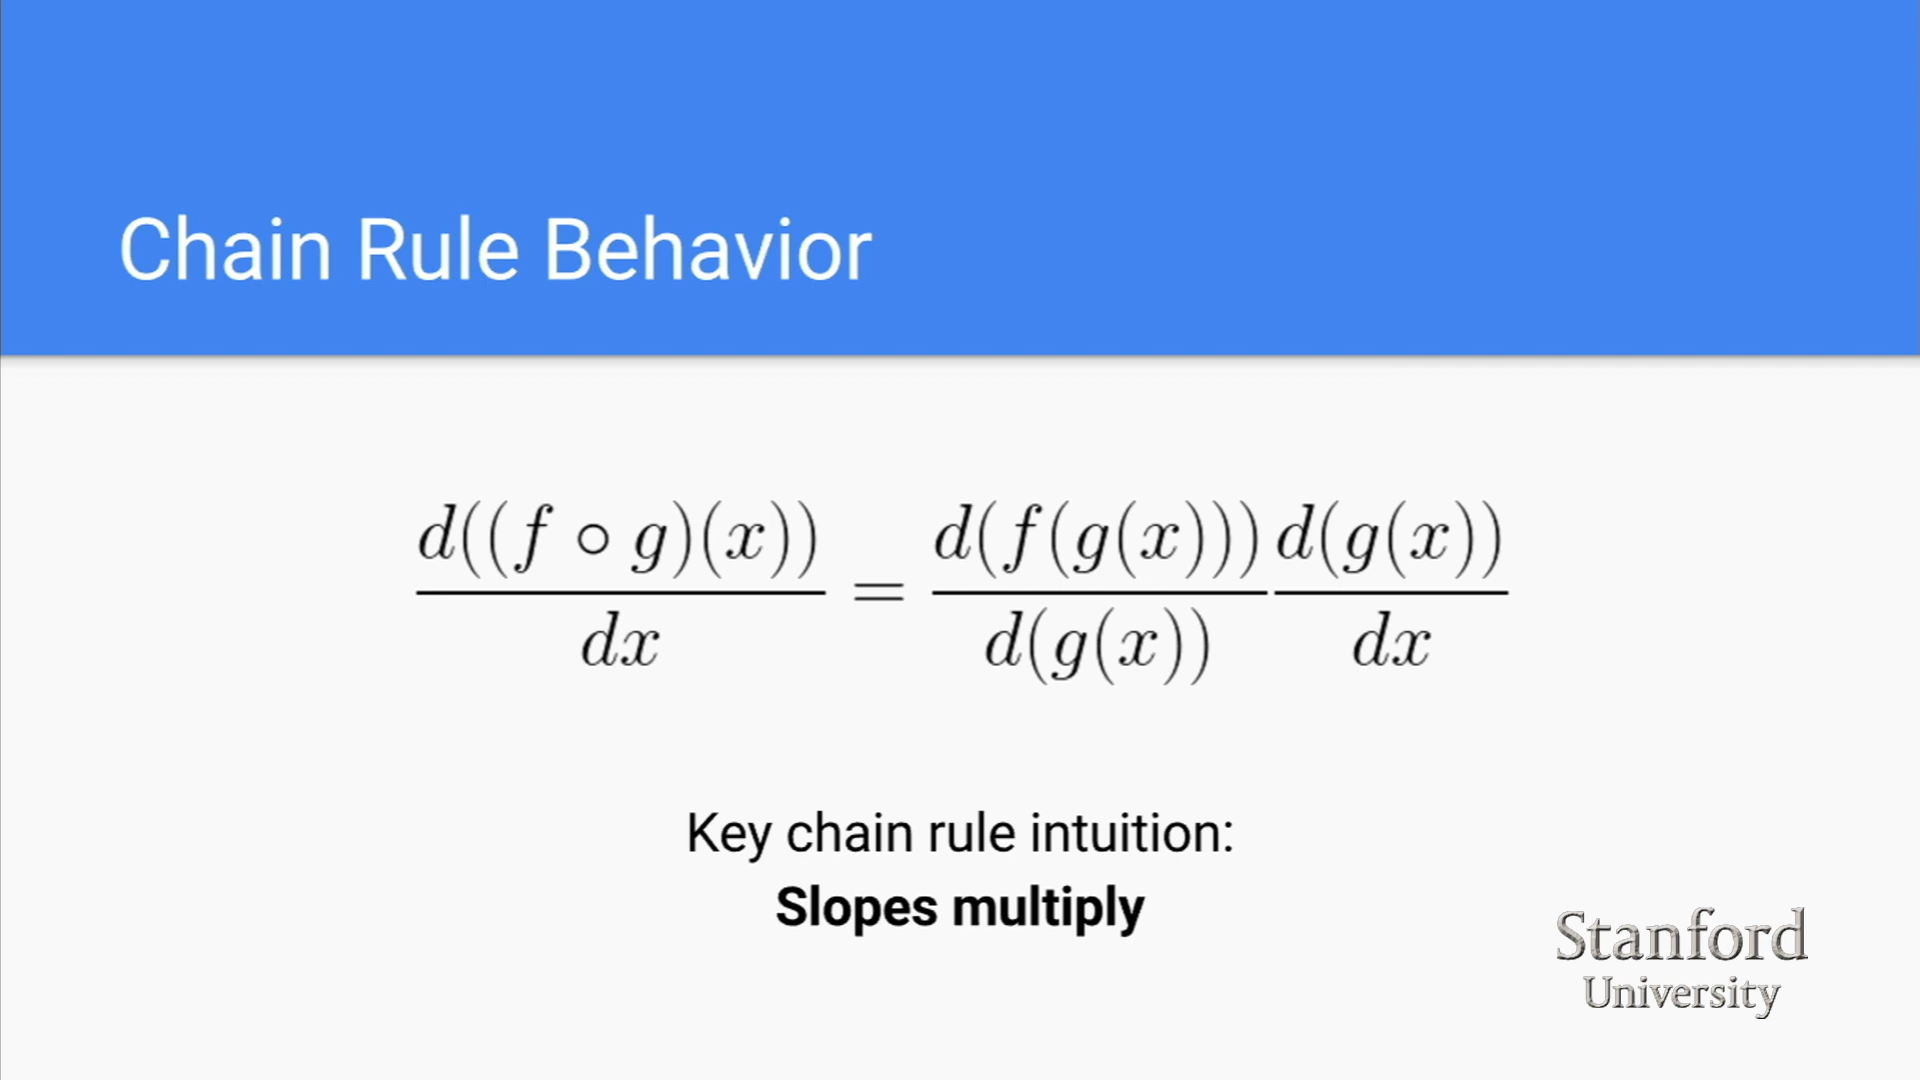 Chain Rule Behavior
d((f ∘ g)(x)) / dx = d(f(g(x))) / d(g(x)) d(g(x)) / dx
Key chain rule intuition:
Slopes multiply
Stanford
University